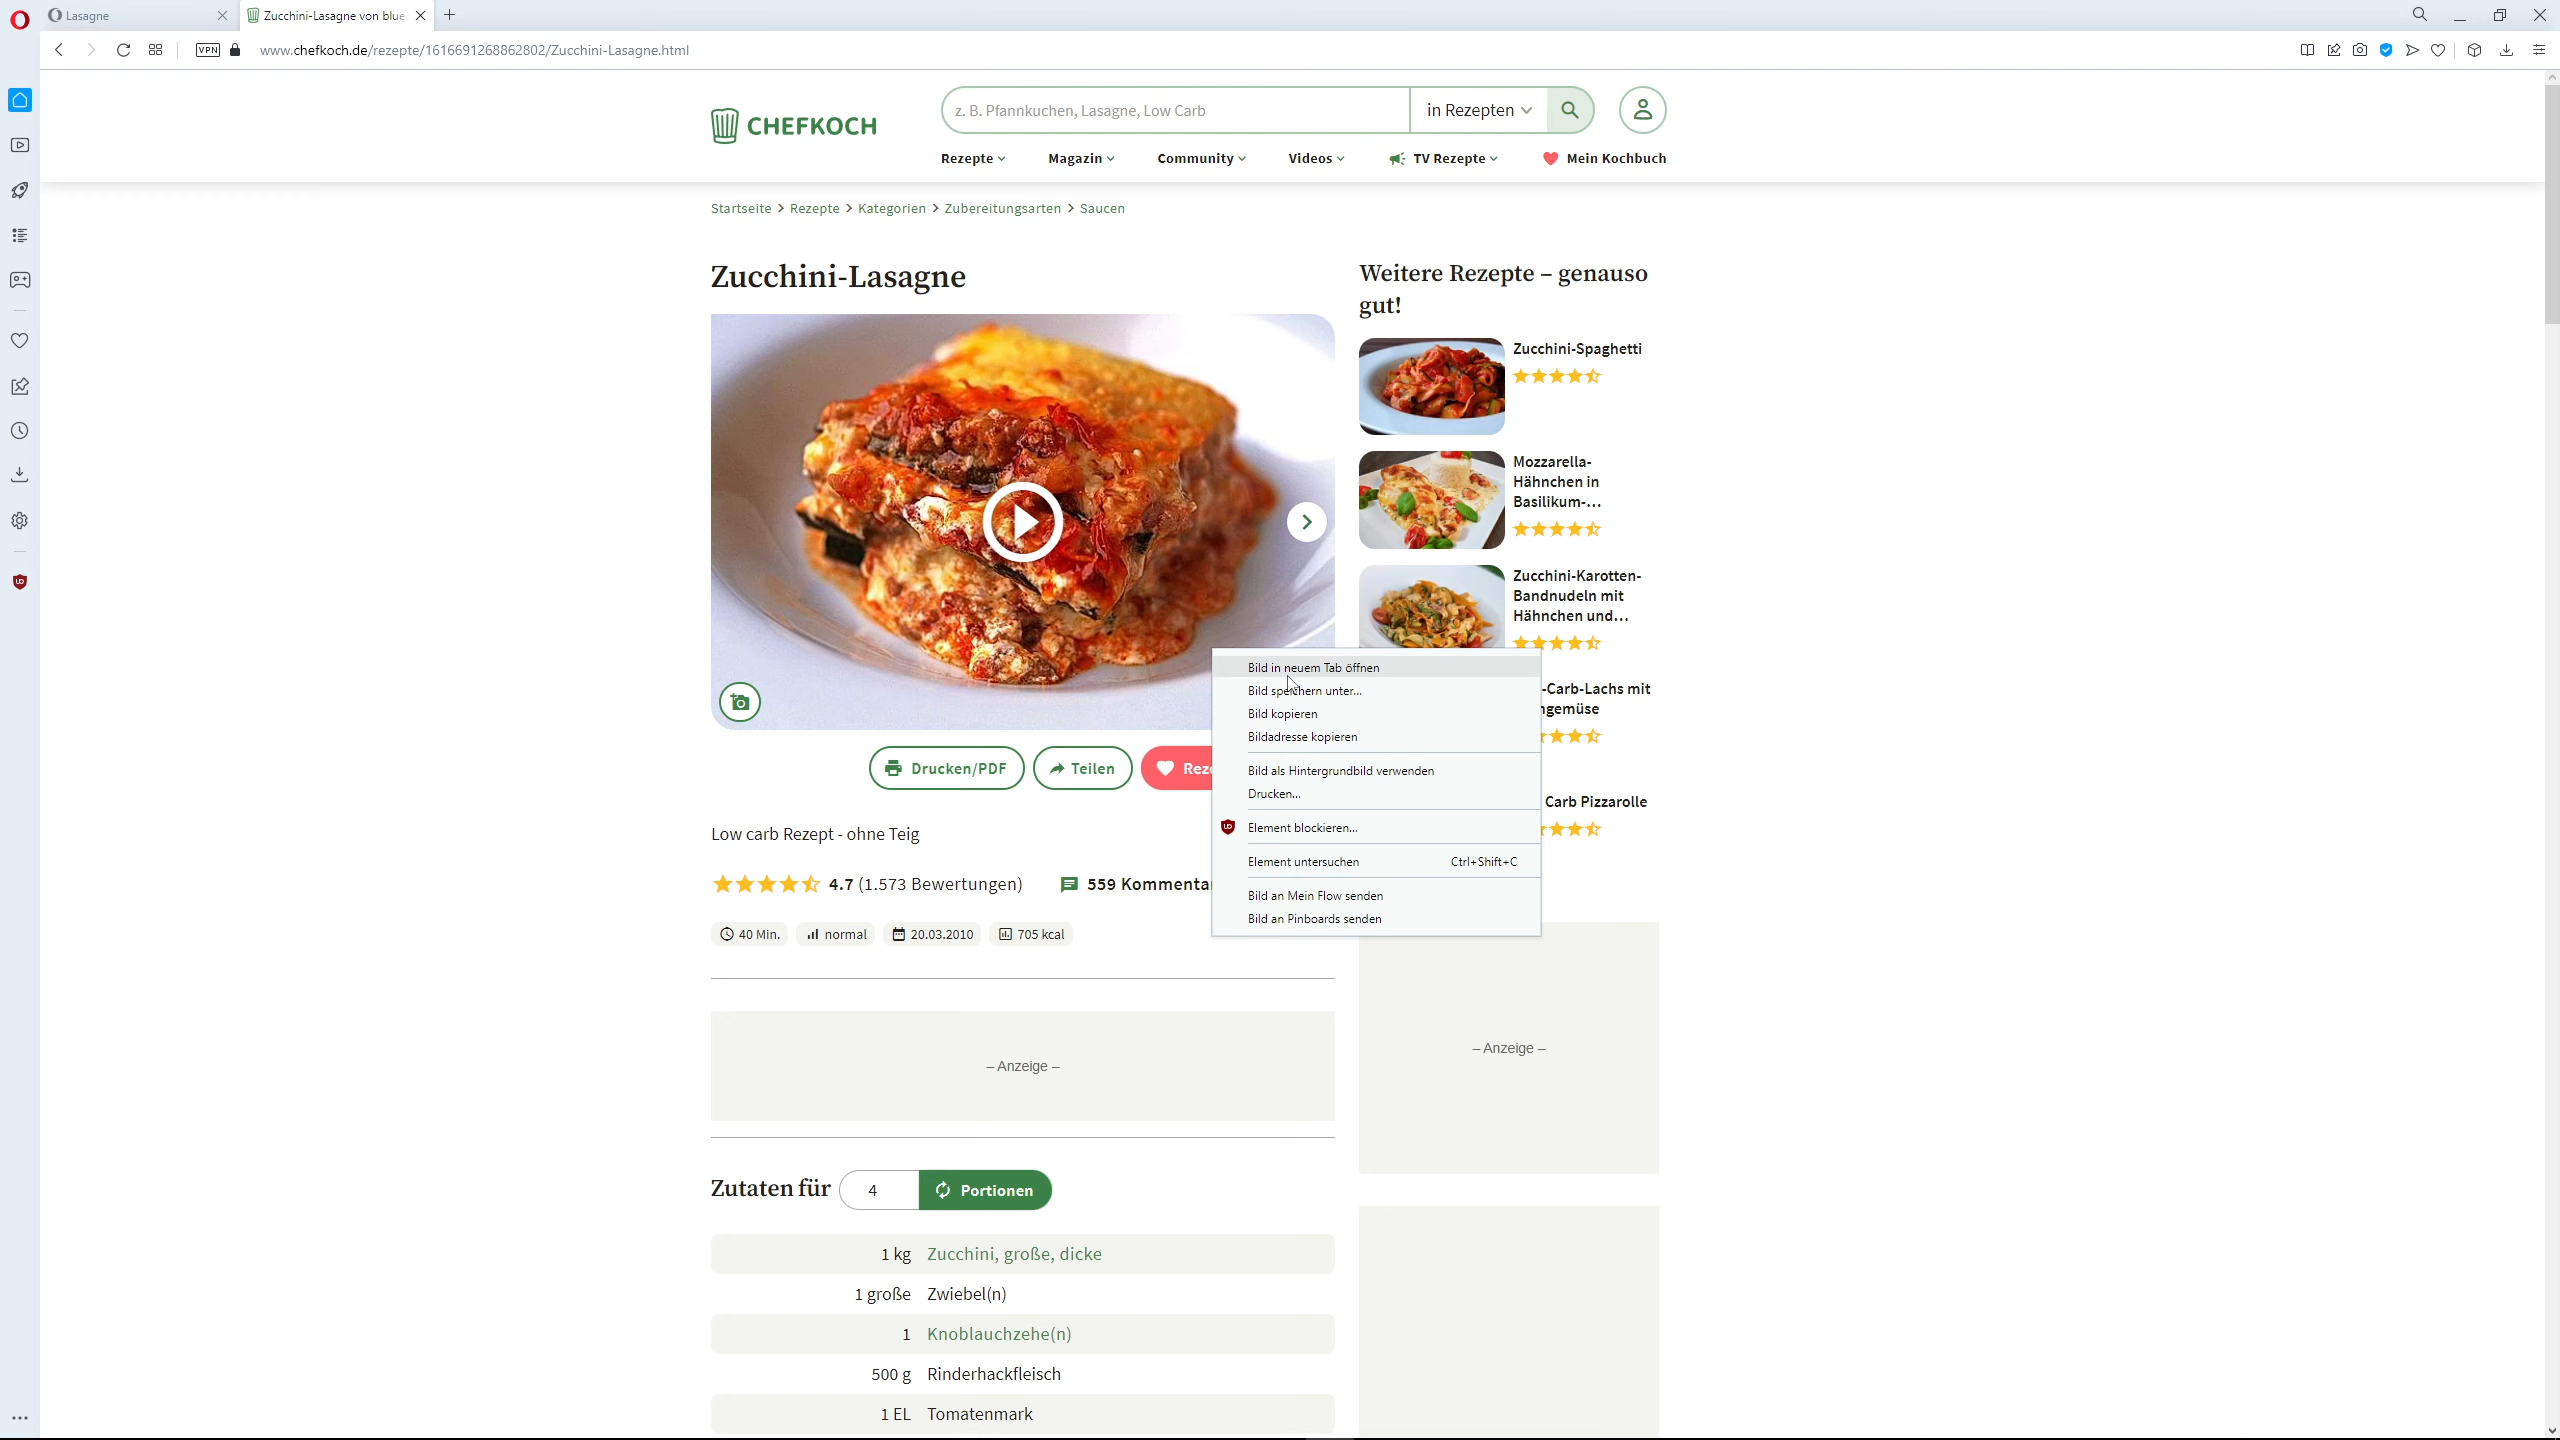 Lasagne
Zucchini-Lasagne von blue
VPN
www.chefkoch.de/rezepte/1616691268862802/Zucchini-Lasagne.html
CHEFKOCH
z. B. Pfannkuchen, Lasagne, Low Carb
in Rezepten
Rezepte
Magazin
Community
Videos
TV Rezepte
Mein Kochbuch
Startseite > Rezepte > Kategorien > Zubereitungsarten > Saucen
Zucchini-Lasagne
Drucken/PDF
Teilen
Reze
Low carb Rezept - ohne Teig
4.7 (1.573 Bewertungen)
559 Kommentar
40 Min.
normal
20.03.2010
705 kcal
– Anzeige –
Zutaten für
4
Portionen
1 kg Zucchini, große, dicke
1 große Zwiebel(n)
1 Knoblauchzehe(n)
500 g Rinderhackfleisch
1 EL Tomatenmark
Weitere Rezepte – genauso
gut!
Zucchini-Spaghetti
Mozzarella-
Hähnchen in
Basilikum-...
Zucchini-Karotten-
Bandnudeln mit
Hähnchen und...
-Carb-Lachs mit
ngemüse
Carb Pizzarolle
– Anzeige –
Bild in neuem Tab öffnen
Bild speichern unter...
Bild kopieren
Bildadresse kopieren
Bild als Hintergrundbild verwenden
Drucken...
Element blockieren...
Element untersuchen Ctrl+Shift+C
Bild an Mein Flow senden
Bild an Pinboards senden